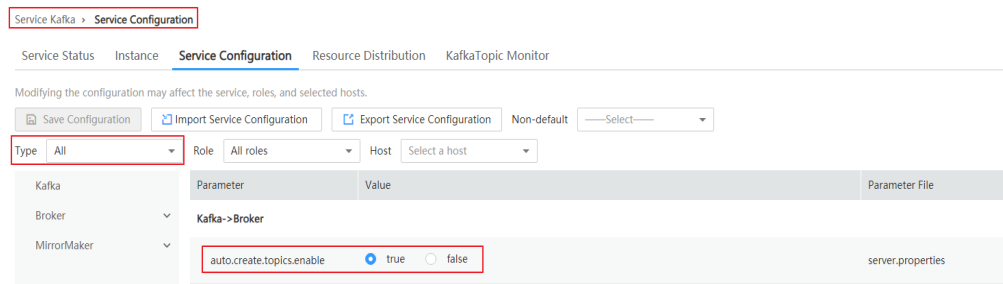 Service Kafka > Service Configuration
Service Status Instance Service Configuration Resource Distribution KafkaTopic Monitor
Modifying the configuration may affect the service, roles, and selected hosts.
Save Configuration Import Service Configuration Export Service Configuration Non-default ——Select——
Type All Role All roles Host Select a host
Kafka Parameter Value Parameter File
Broker Kafka->Broker
MirrorMaker auto.create.topics.enable true false server.properties